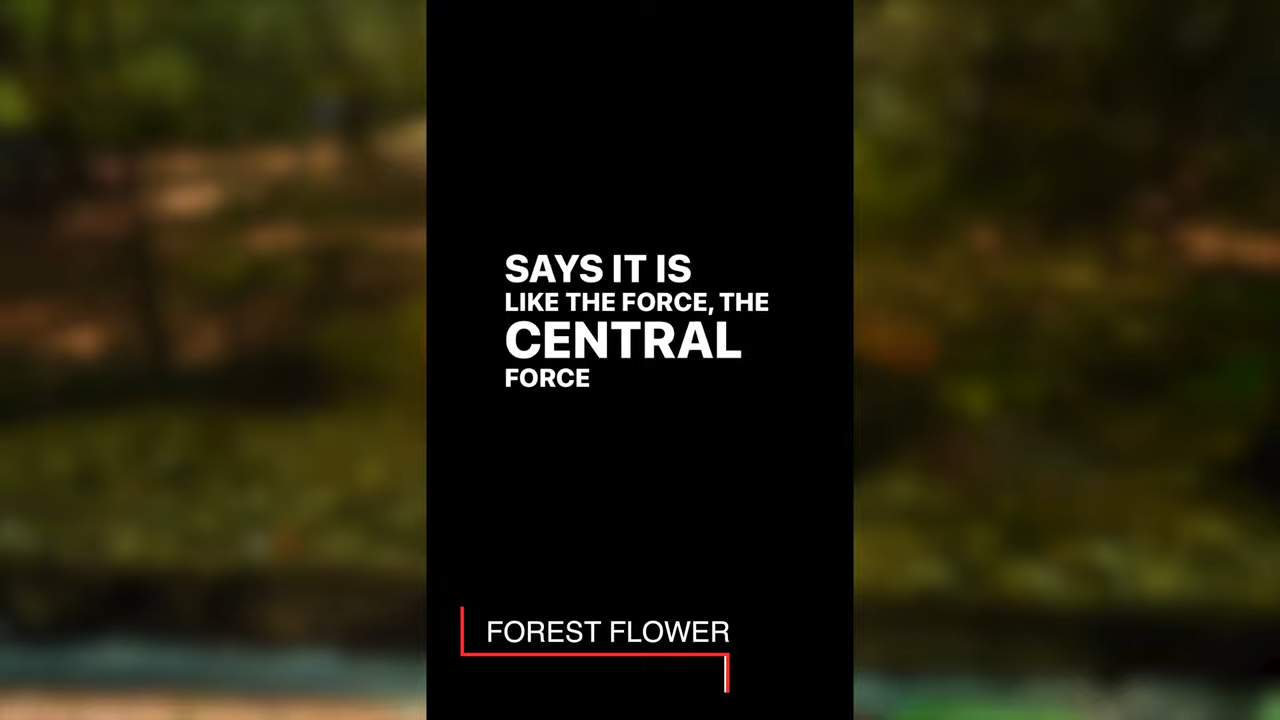 SAYS IT IS
LIKE THE FORCE, THE
CENTRAL
FORCE
FOREST FLOWER